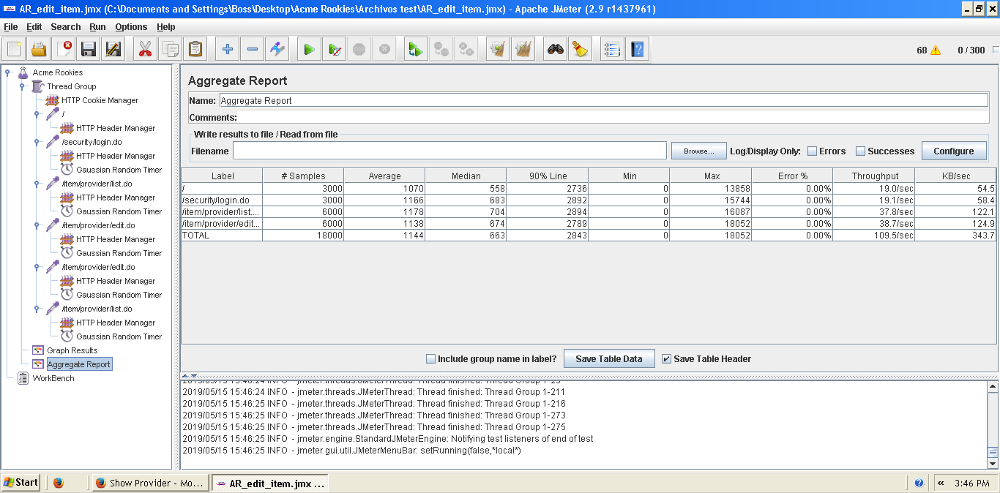 AR_edit_item.jmx (C:\Documents and Settings\Boss\Desktop\Acme Rookies\Archivos test\AR_edit_item.jmx) - Apache JMeter (2.9 r1437961)
File Edit Search Run Options Help
68 0 / 300
Acme Rookies
Thread Group
HTTP Cookie Manager
/
HTTP Header Manager
/security/login.do
HTTP Header Manager
Gaussian Random Timer
/item/provider/list.do
HTTP Header Manager
Gaussian Random Timer
/item/provider/edit.do
HTTP Header Manager
Gaussian Random Timer
/item/provider/edit.do
HTTP Header Manager
Gaussian Random Timer
/item/provider/list.do
HTTP Header Manager
Gaussian Random Timer
Graph Results
Aggregate Report
WorkBench
Aggregate Report
Name: Aggregate Report
Comments:
Write results to file / Read from file
Filename Browse... Log/Display Only: Errors Successes Configure
Label # Samples Average Median 90% Line Min Max Error % Throughput KB/sec
/ 3000 1070 558 2736 0 13858 0.00% 19.0/sec 54.5
/security/login.do 3000 1166 683 2892 0 15744 0.00% 19.1/sec 58.4
/item/provider/list.... 6000 1178 704 2894 0 16087 0.00% 37.8/sec 122.1
/item/provider/edit... 6000 1138 674 2789 0 18052 0.00% 38.7/sec 124.9
TOTAL 18000 1144 663 2843 0 18052 0.00% 109.5/sec 343.7
Include group name in label? Save Table Data Save Table Header
2019/05/15 15:46:24 INFO - jmeter.threads.JMeterThread: Thread finished: Thread Group 1-23
2019/05/15 15:46:24 INFO - jmeter.threads.JMeterThread: Thread finished: Thread Group 1-211
2019/05/15 15:46:25 INFO - jmeter.threads.JMeterThread: Thread finished: Thread Group 1-216
2019/05/15 15:46:25 INFO - jmeter.threads.JMeterThread: Thread finished: Thread Group 1-273
2019/05/15 15:46:25 INFO - jmeter.threads.JMeterThread: Thread finished: Thread Group 1-275
2019/05/15 15:46:25 INFO - jmeter.engine.StandardJMeterEngine: Notifying test listeners of end of test
2019/05/15 15:46:25 INFO - jmeter.gui.util.JMeterMenuBar: setRunning(false,*local*)
Start Show Provider - Mo... AR_edit_item.jmx ... « 3:46 PM